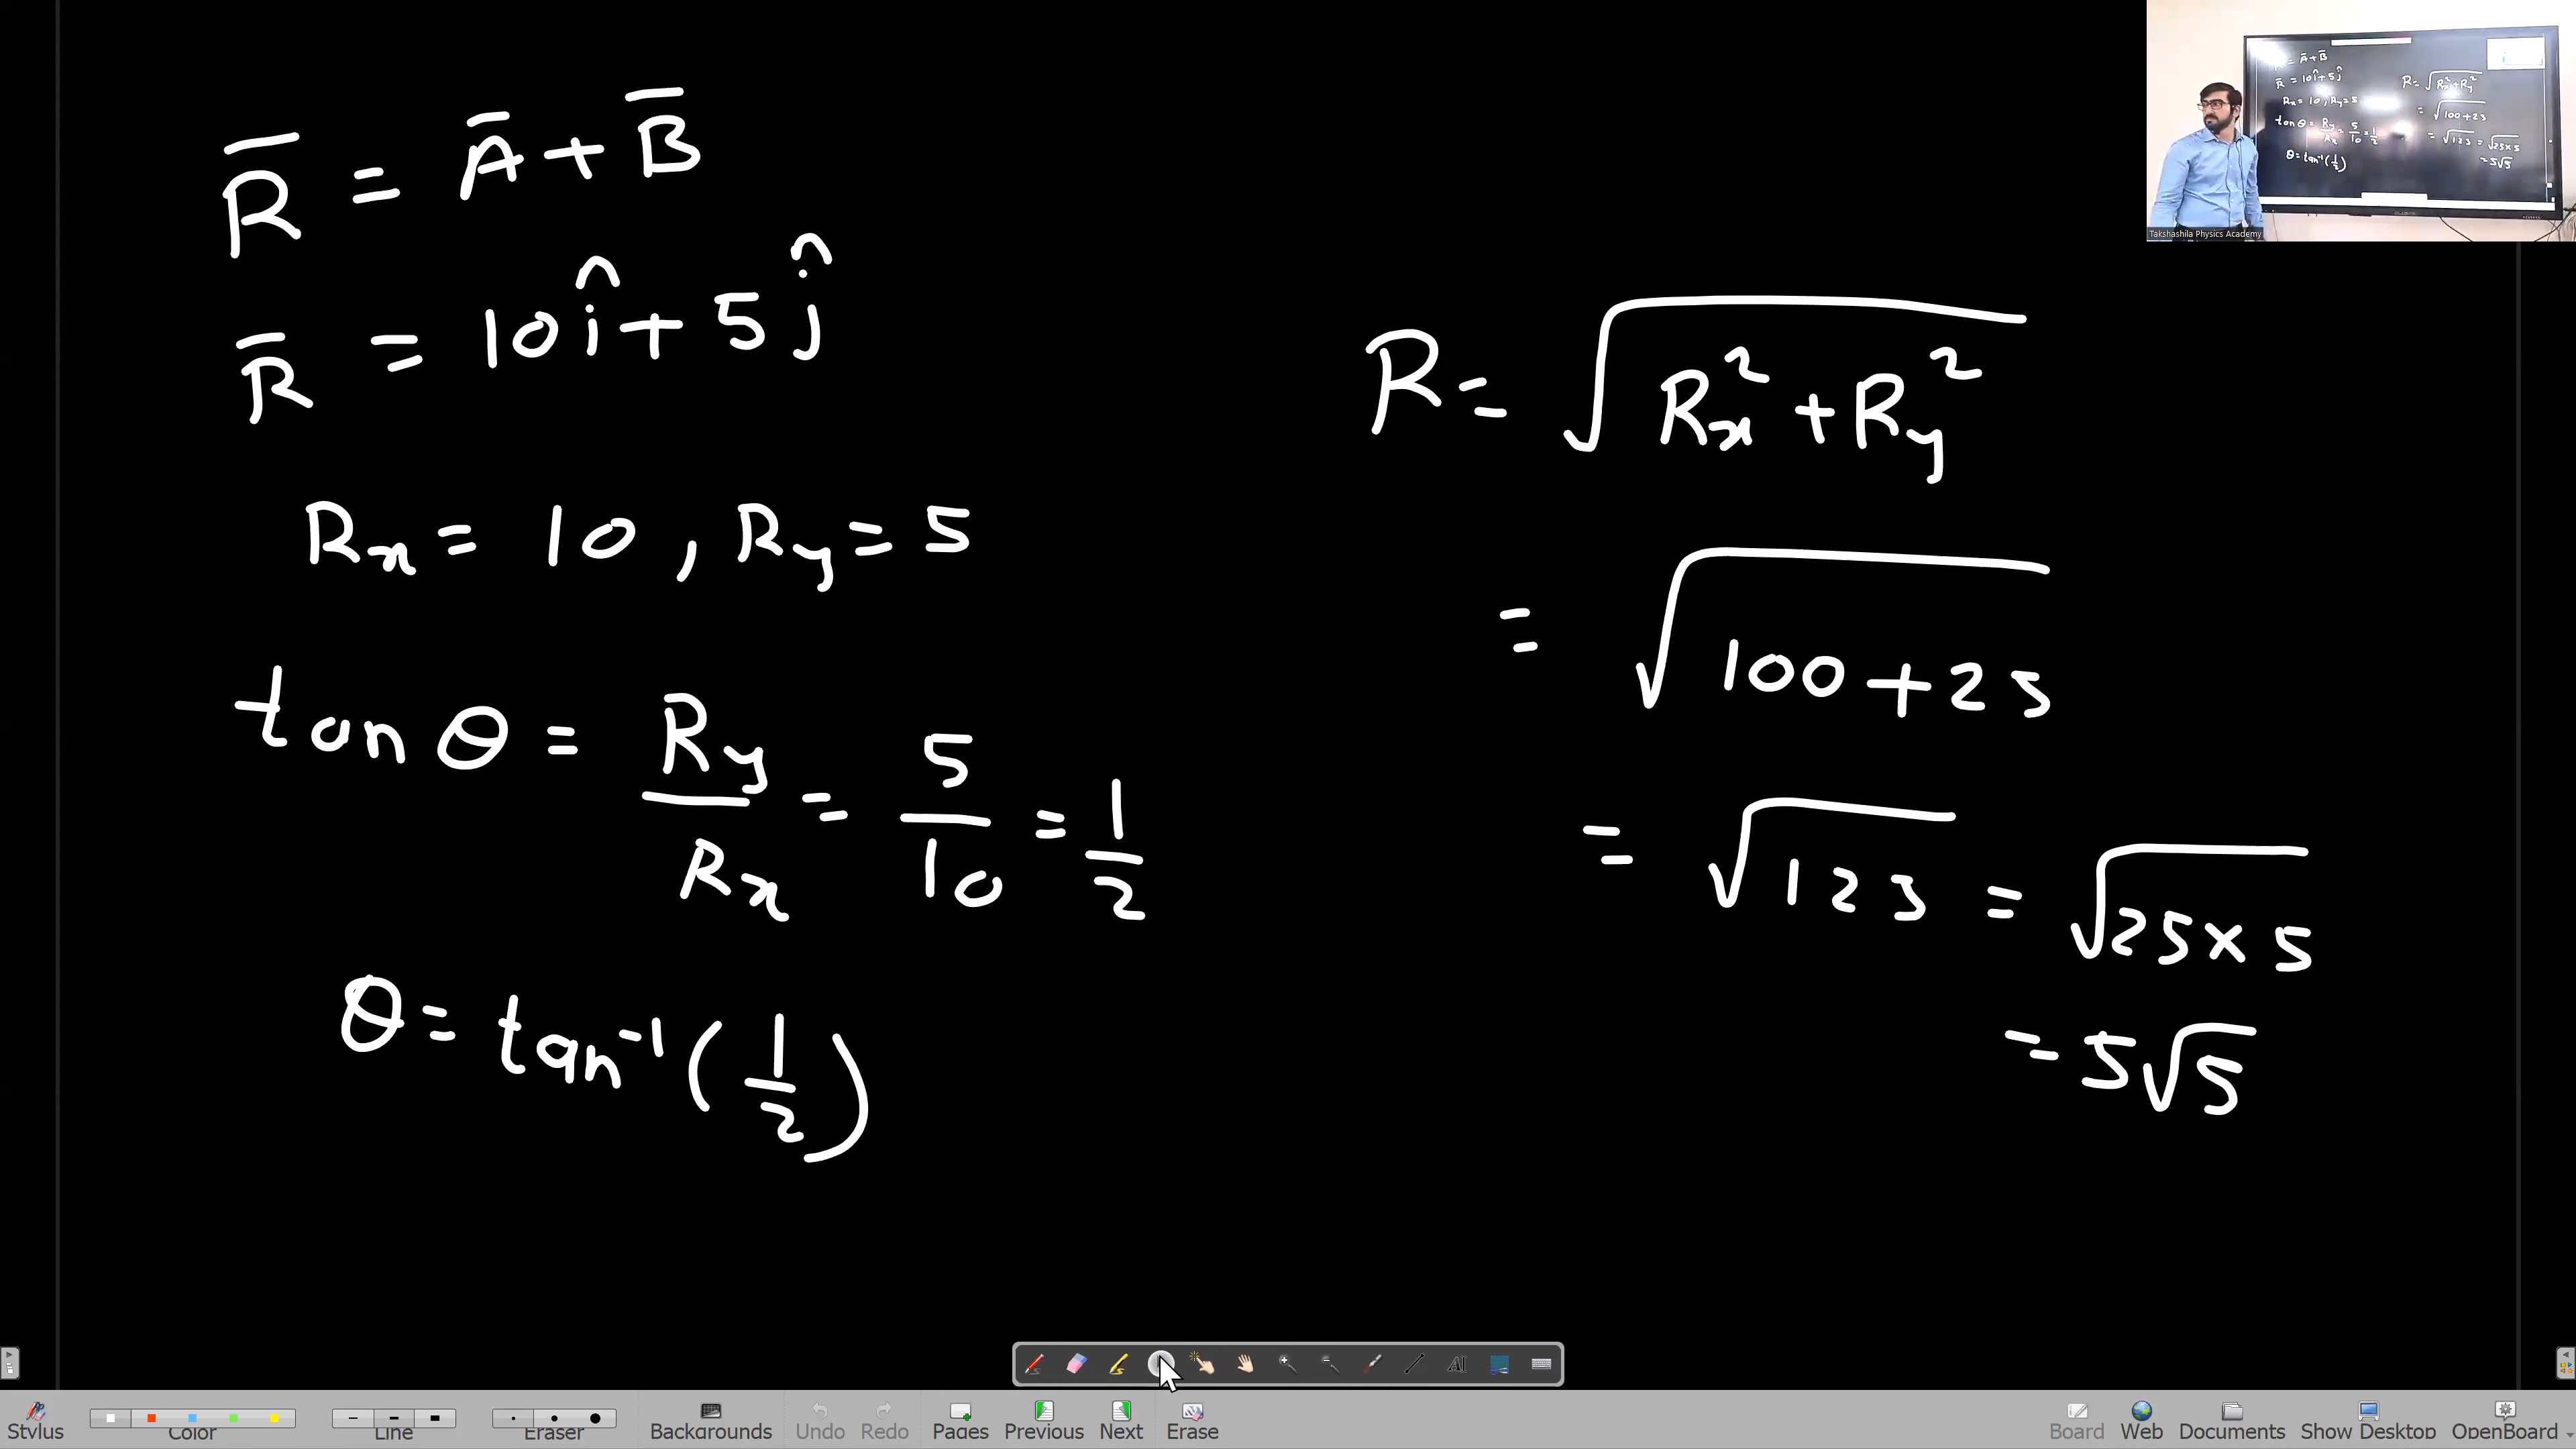 R̄ = Ā + B̄
R̄ = 10î + 5ĵ
Rx = 10 , Ry = 5
tan θ = Ry/Rx = 5/10 = 1/2
θ = tan⁻¹(1/2)
R = √(Rx² + Ry²)
= √(100 + 25)
= √125 = √(25 × 5)
= 5√5
Takshashila Physics Academy
Stylus Color Line Eraser Backgrounds Undo Redo Pages Previous Next Erase Board Web Documents Show Desktop OpenBoard